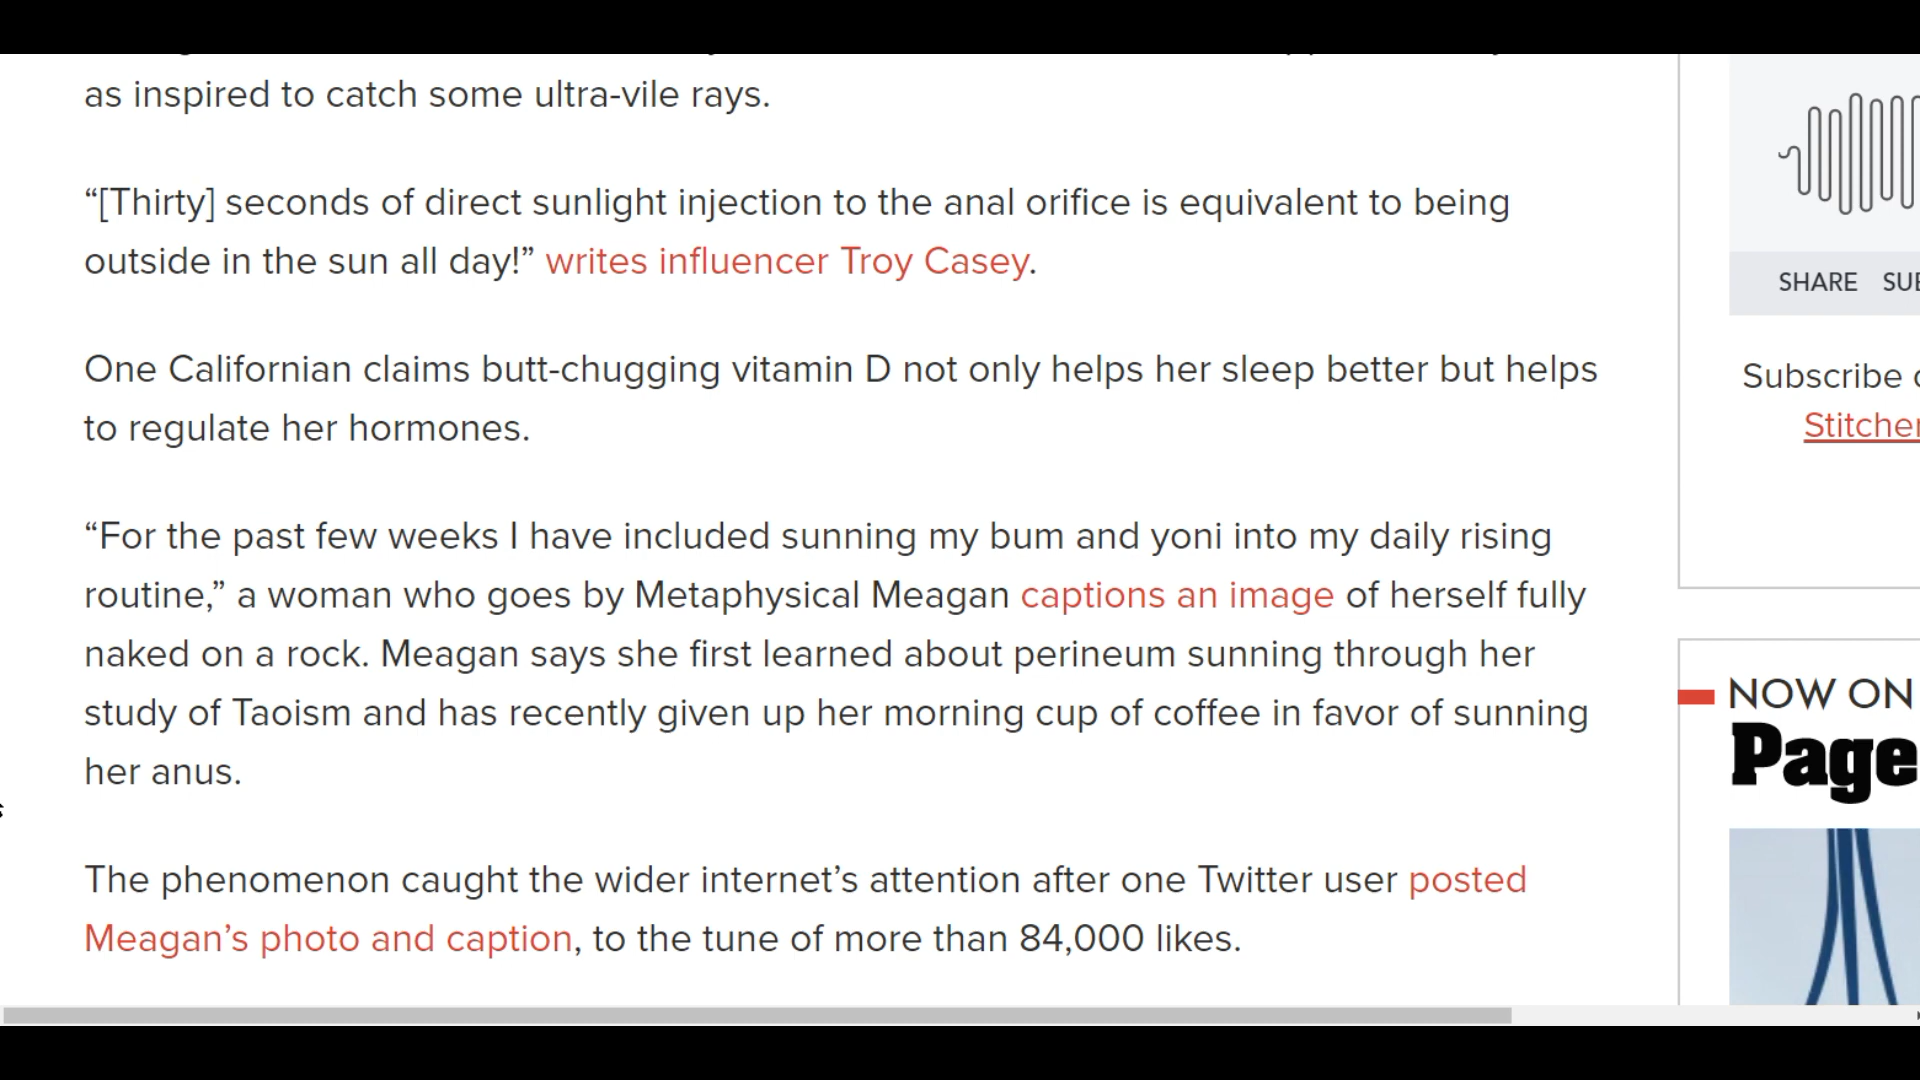 as inspired to catch some ultra-vile rays.
“[Thirty] seconds of direct sunlight injection to the anal orifice is equivalent to being
outside in the sun all day!” writes influencer Troy Casey.
One Californian claims butt-chugging vitamin D not only helps her sleep better but helps
to regulate her hormones.
“For the past few weeks I have included sunning my bum and yoni into my daily rising
routine,” a woman who goes by Metaphysical Meagan captions an image of herself fully
naked on a rock. Meagan says she first learned about perineum sunning through her
study of Taoism and has recently given up her morning cup of coffee in favor of sunning
her anus.
The phenomenon caught the wider internet’s attention after one Twitter user posted
Meagan’s photo and caption, to the tune of more than 84,000 likes.
SHARE
Subscribe
Stitcher
NOW ON
Page